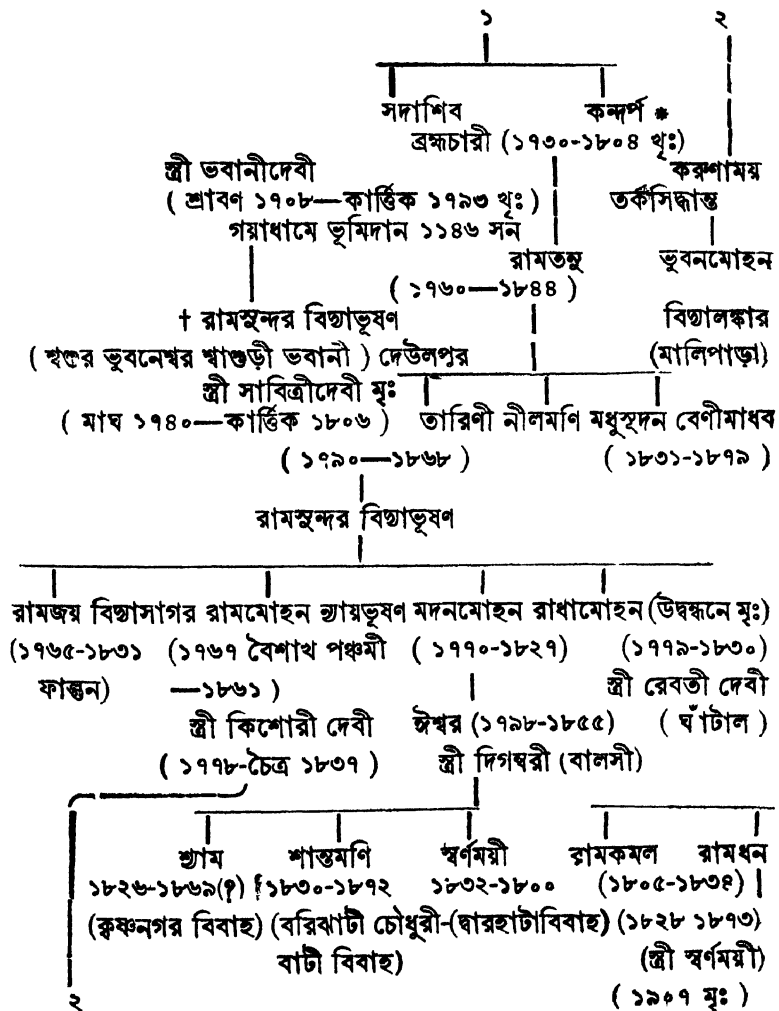 ১ ২
সদাশিব কন্দর্প *
ব্রহ্মচারী (১৭৩০-১৮০৪ খৃঃ)
স্ত্রী ভবানীদেবী করুণাময়
( শ্রাবণ ১৭০৮—কার্ত্তিক ১৭৯৩ খৃঃ) তর্কসিদ্ধান্ত
গয়াধামে ভূমিদান ১১৪৬ সন
রামতনু ভুবনমোহন
( ১৭৬০—১৮৪৪ )
† রামসুন্দর বিদ্যাভূষণ বিদ্যালঙ্কার
( শ্বশুর ভুবনেশ্বর শ্বাশুড়ী ভবানী ) দেউলপুর (মালিপাড়া)
স্ত্রী সাবিত্রীদেবী মৃঃ
( মাঘ ১৭৪০—কার্ত্তিক ১৮০৬ ) তারিণী নীলমণি মধুসূদন বেণীমাধব
( ১৭৯০—১৮৬৮ ) ( ১৮৩১-১৮৭৯ )
রামসুন্দর বিদ্যাভূষণ
রামজয় বিদ্যাসাগর রামমোহন ন্যায়ভূষণ মদনমোহন রাধামোহন (উদ্বন্ধনে মৃঃ)
(১৭৬৫-১৮৩১ (১৭৬৭ বৈশাখ পঞ্চমী ( ১৭৭০-১৮২৭) (১৭৭৯-১৮৩০)
ফাল্গুন) —১৮৬১ ) স্ত্রী রেবতী দেবী
স্ত্রী কিশোরী দেবী ঈশ্বর (১৭৯৮-১৮৫৫) ( ঘাঁটাল )
( ১৭৭৮-চৈত্র ১৮৩৭ ) স্ত্রী দিগম্বরী (বালসী)
শ্যাম শান্তমণি স্বর্ণময়ী রামকমল রামধন
১৮২৬-১৮৬৯(?) ১৮৩০-১৮৭২ ১৮৩২-১৮০০ (১৮০৫-১৮৩৪)
(কৃষ্ণনগর বিবাহ) (বরিঝাটী চৌধুরী-(দ্বারহাটাবিবাহ) (১৮২৮ ১৮৭৩)
বাটী বিবাহ) (স্ত্রী স্বর্ণময়ী)
২ ( ১৯০৭ মৃঃ )